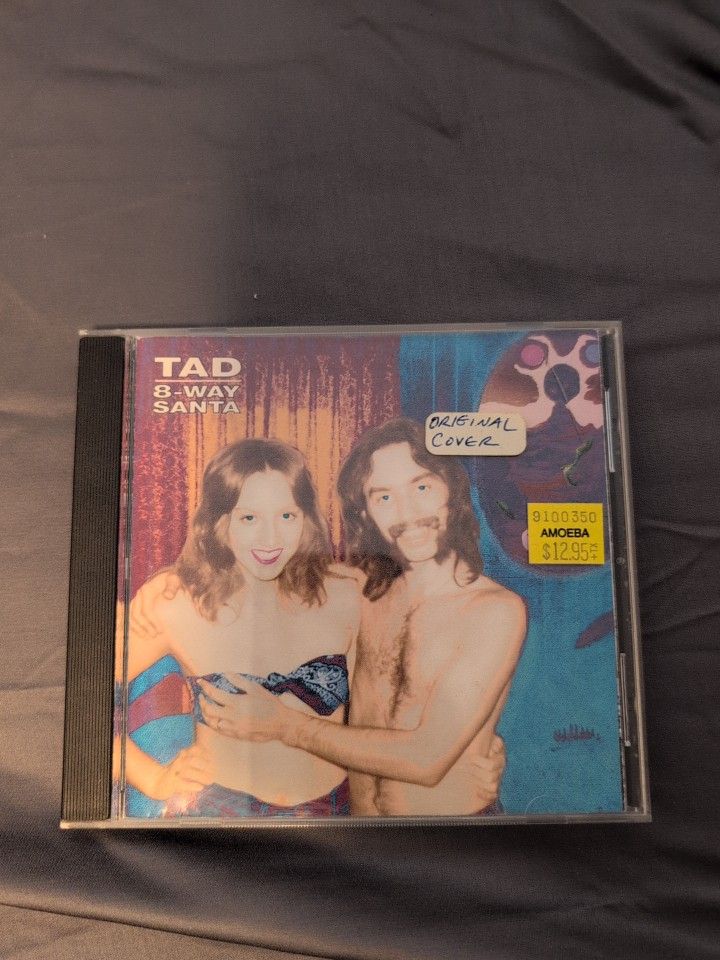 TAD
8-WAY
SANTA
ORIGINAL
COVER
9100350
AMOEBA
$12.95